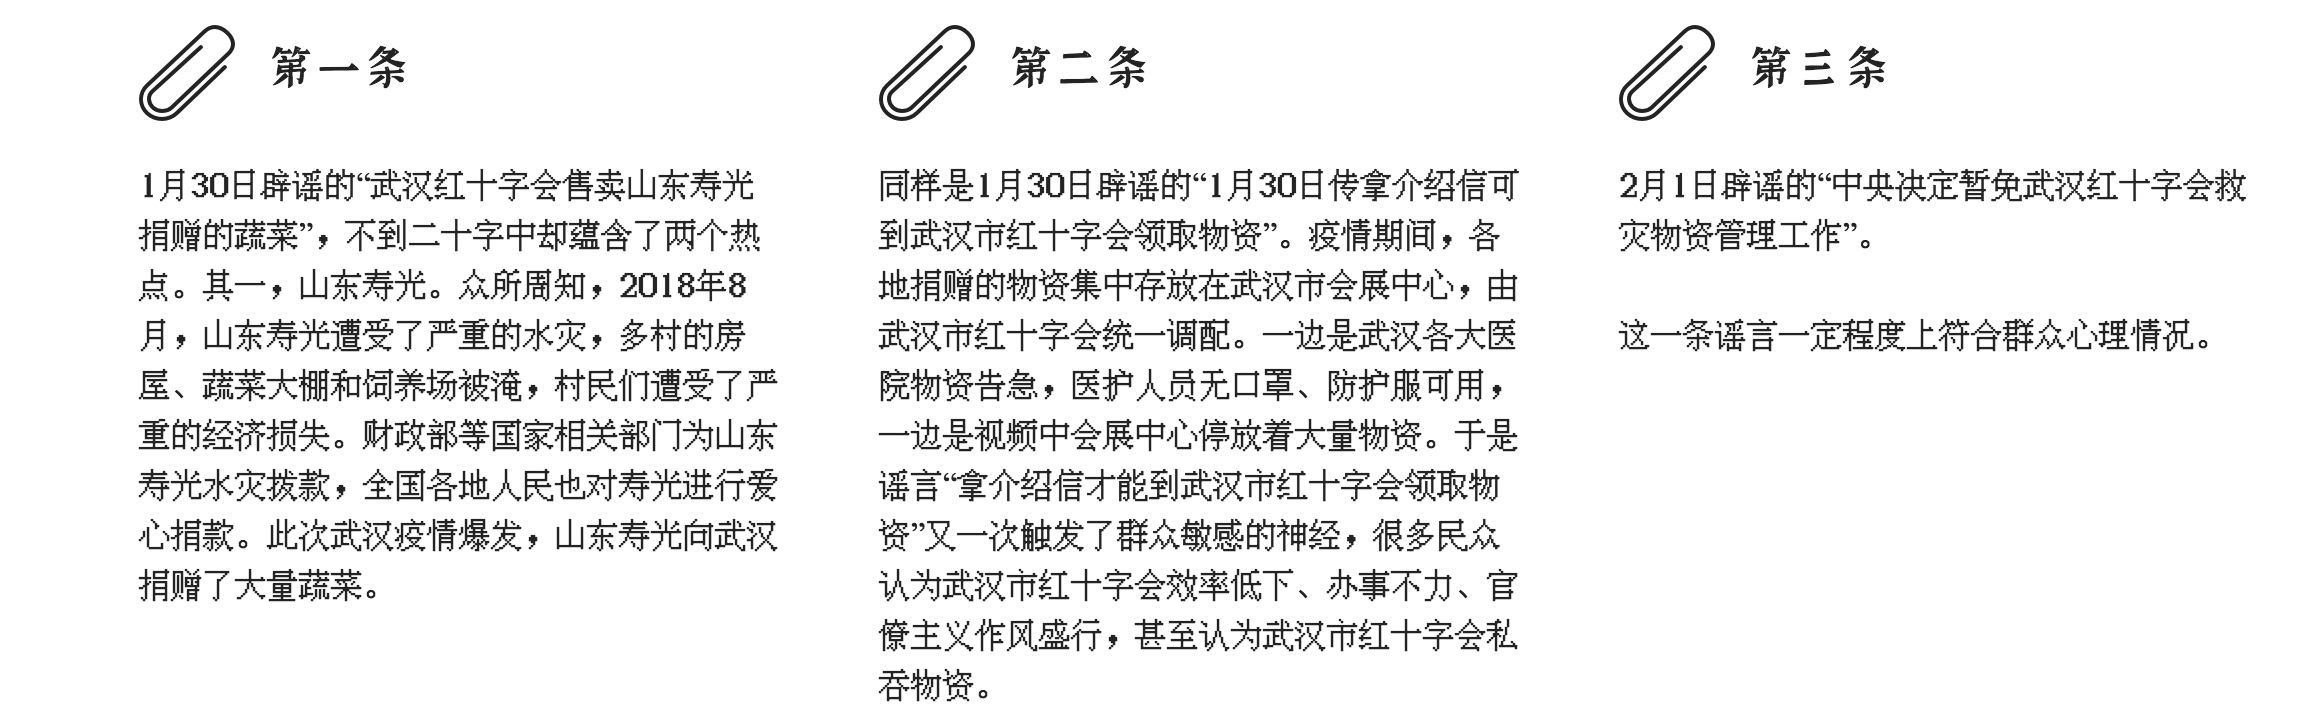 第一条
1月30日辟谣的“武汉红十字会售卖山东寿光
捐赠的蔬菜”，不到二十字中却蕴含了两个热
点。其一，山东寿光。众所周知，2018年8
月，山东寿光遭受了严重的水灾，多村的房
屋、蔬菜大棚和饲养场被淹，村民们遭受了严
重的经济损失。财政部等国家相关部门为山东
寿光水灾拨款，全国各地人民也对寿光进行爱
心捐款。此次武汉疫情爆发，山东寿光向武汉
捐赠了大量蔬菜。
第二条
同样是1月30日辟谣的“1月30日传拿介绍信可
到武汉市红十字会领取物资”。疫情期间，各
地捐赠的物资集中存放在武汉市会展中心，由
武汉市红十字会统一调配。一边是武汉各大医
院物资告急，医护人员无口罩、防护服可用，
一边是视频中会展中心停放着大量物资。于是
谣言“拿介绍信才能到武汉市红十字会领取物
资”又一次触发了群众敏感的神经，很多民众
认为武汉市红十字会效率低下、办事不力、官
僚主义作风盛行，甚至认为武汉市红十字会私
吞物资。
第三条
2月1日辟谣的“中央决定暂免武汉红十字会救
灾物资管理工作”。
这一条谣言一定程度上符合群众心理情况。